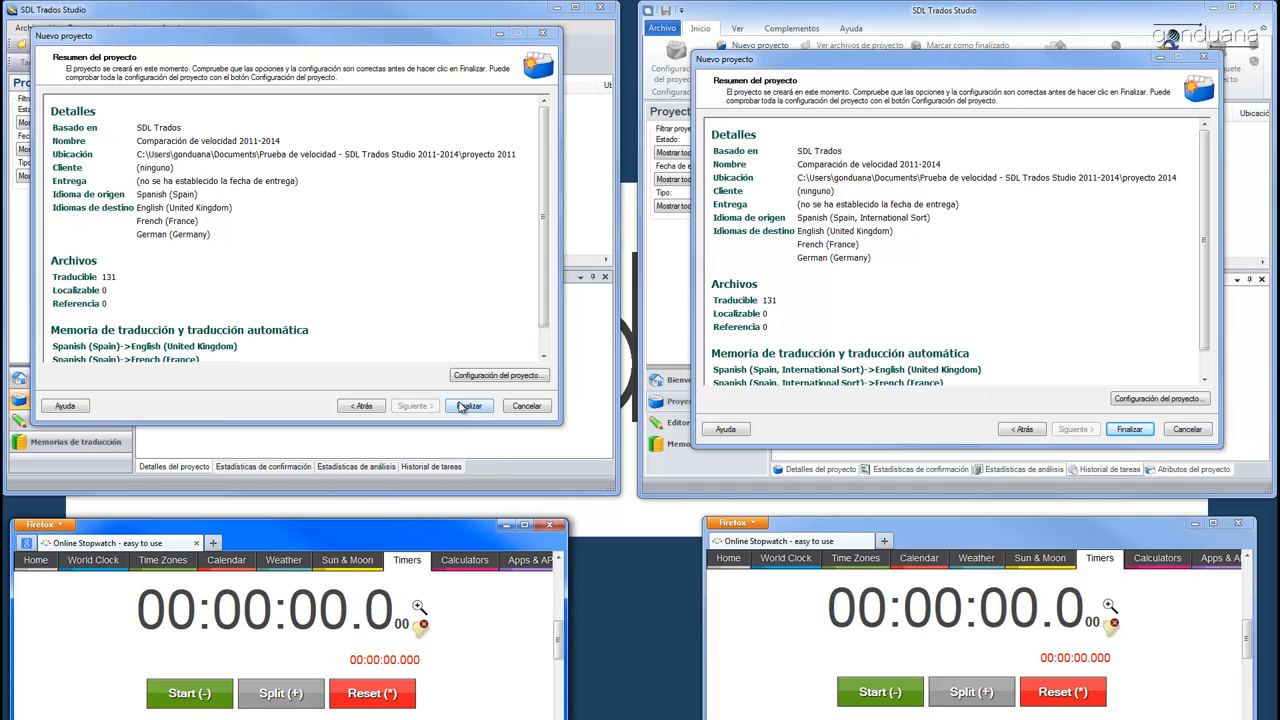 SDL Trados Studio
Nuevo proyecto
Resumen del proyecto
El proyecto se creará en este momento. Compruebe que las opciones y la configuración son correctas antes de hacer clic en Finalizar. Puede
comprobar toda la configuración del proyecto con el botón Configuración del proyecto.
Detalles
Basado en SDL Trados
Nombre Comparación de velocidad 2011-2014
Ubicación C:\Users\gonduana\Documents\Prueba de velocidad - SDL Trados Studio 2011-2014\proyecto 2011
Cliente (ninguno)
Entrega (no se ha establecido la fecha de entrega)
Idioma de origen Spanish (Spain)
Idiomas de destino English (United Kingdom)
French (France)
German (Germany)
Archivos
Traducible 131
Localizable 0
Referencia 0
Memoria de traducción y traducción automática
Spanish (Spain)->English (United Kingdom)
Spanish (Spain)->French (France)
Configuración del proyecto...
Ayuda < Atrás Siguiente > Finalizar Cancelar
Memorias de traducción
Detalles del proyecto Estadísticas de confirmación Estadísticas de análisis Historial de tareas
SDL Trados Studio
Archivo Inicio Ver Complementos Ayuda
gonduana
Nuevo proyecto Ver archivos de proyecto Marcar como finalizado
Nuevo proyecto
Resumen del proyecto
El proyecto se creará en este momento. Compruebe que las opciones y la configuración son correctas antes de hacer clic en Finalizar. Puede
comprobar toda la configuración del proyecto con el botón Configuración del proyecto.
Detalles
Basado en SDL Trados
Nombre Comparación de velocidad 2011-2014
Ubicación C:\Users\gonduana\Documents\Prueba de velocidad - SDL Trados Studio 2011-2014\proyecto 2014
Cliente (ninguno)
Entrega (no se ha establecido la fecha de entrega)
Idioma de origen Spanish (Spain, International Sort)
Idiomas de destino English (United Kingdom)
French (France)
German (Germany)
Archivos
Traducible 131
Localizable 0
Referencia 0
Memoria de traducción y traducción automática
Spanish (Spain, International Sort)->English (United Kingdom)
Spanish (Spain, International Sort)->French (France)
Configuración del proyecto...
Ayuda < Atrás Siguiente > Finalizar Cancelar
Detalles del proyecto Estadísticas de confirmación Estadísticas de análisis Historial de tareas Atributos del proyecto
Firefox
Online Stopwatch - easy to use
Home World Clock Time Zones Calendar Weather Sun & Moon Timers Calculators Apps & AP
00:00:00.0 00
00:00:00.000
Start (-) Split (+) Reset (*)
Firefox
Online Stopwatch - easy to use
Home World Clock Time Zones Calendar Weather Sun & Moon Timers Calculators Apps &
00:00:00.0 00
00:00:00.000
Start (-) Split (+) Reset (*)